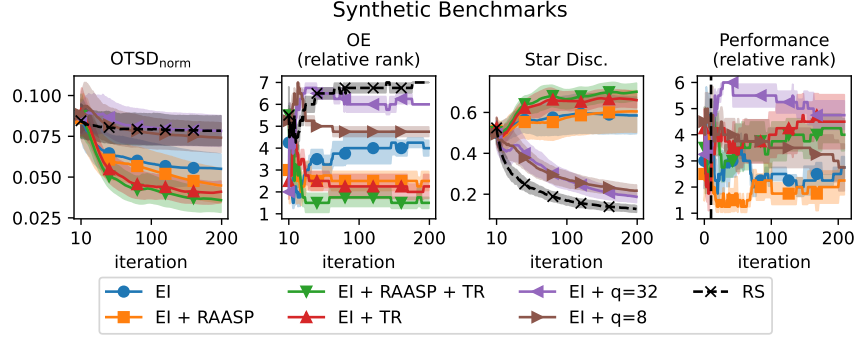 Synthetic Benchmarks
OTSDnorm
OE
(relative rank)
Star Disc.
Performance
(relative rank)
0.100
0.075
0.050
0.025
10
100
200
iteration
7
6
5
4
3
2
1
10
100
200
iteration
0.6
0.4
0.2
10
100
200
iteration
6
5
4
3
2
1
0
100
200
iteration
EI
EI + RAASP
EI + RAASP + TR
EI + TR
EI + q=32
EI + q=8
RS